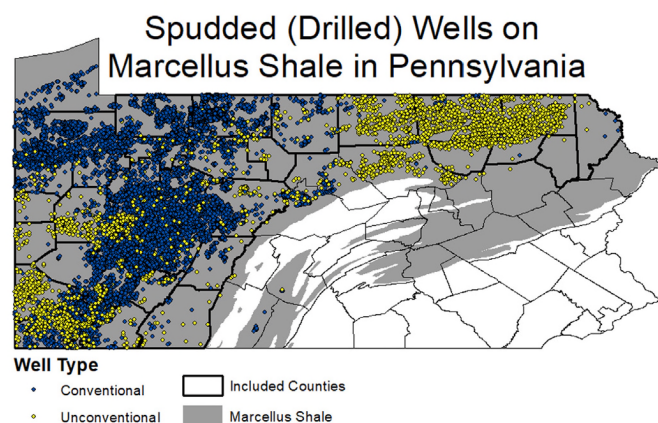 Spudded (Drilled) Wells on
Marcellus Shale in Pennsylvania
Well Type
Conventional
Unconventional
Included Counties
Marcellus Shale